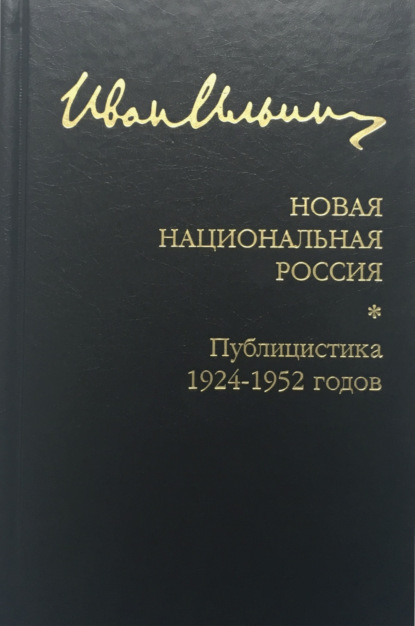 Иван Ильин
НОВАЯ
НАЦИОНАЛЬНАЯ
РОССИЯ
*
Публицистика
1924-1952 годов